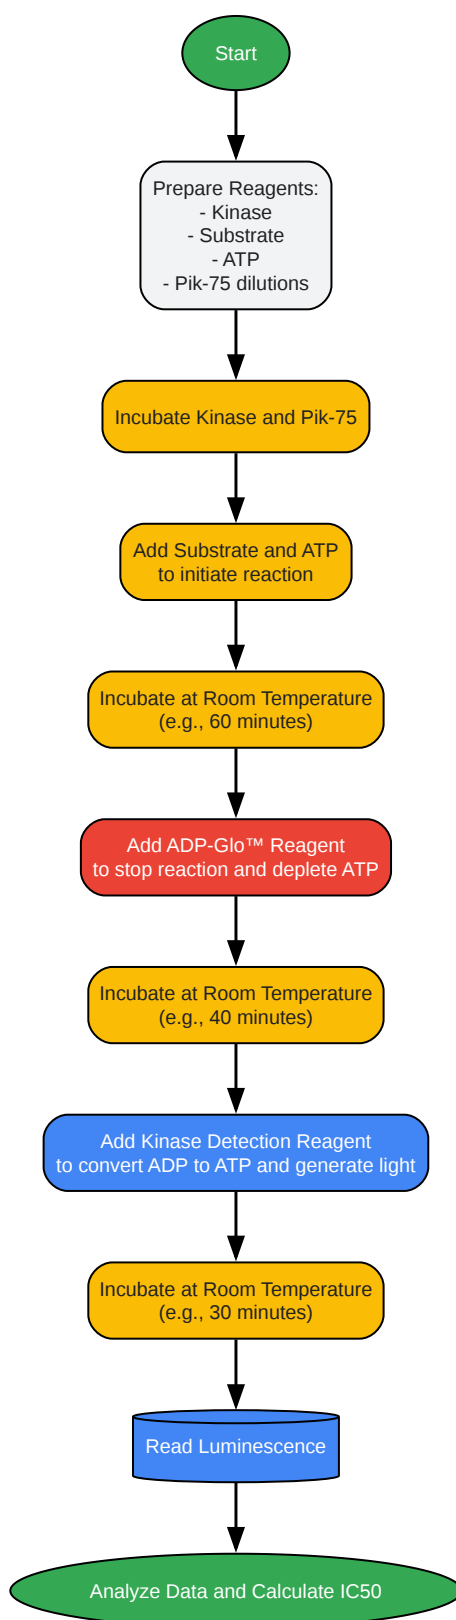 Start
Prepare Reagents:
- Kinase
- Substrate
- ATP
- Pik-75 dilutions
Incubate Kinase and Pik-75
Add Substrate and ATP
to initiate reaction
Incubate at Room Temperature
(e.g., 60 minutes)
Add ADP-Glo™ Reagent
to stop reaction and deplete ATP
Incubate at Room Temperature
(e.g., 40 minutes)
Add Kinase Detection Reagent
to convert ADP to ATP and generate light
Incubate at Room Temperature
(e.g., 30 minutes)
Read Luminescence
Analyze Data and Calculate IC50